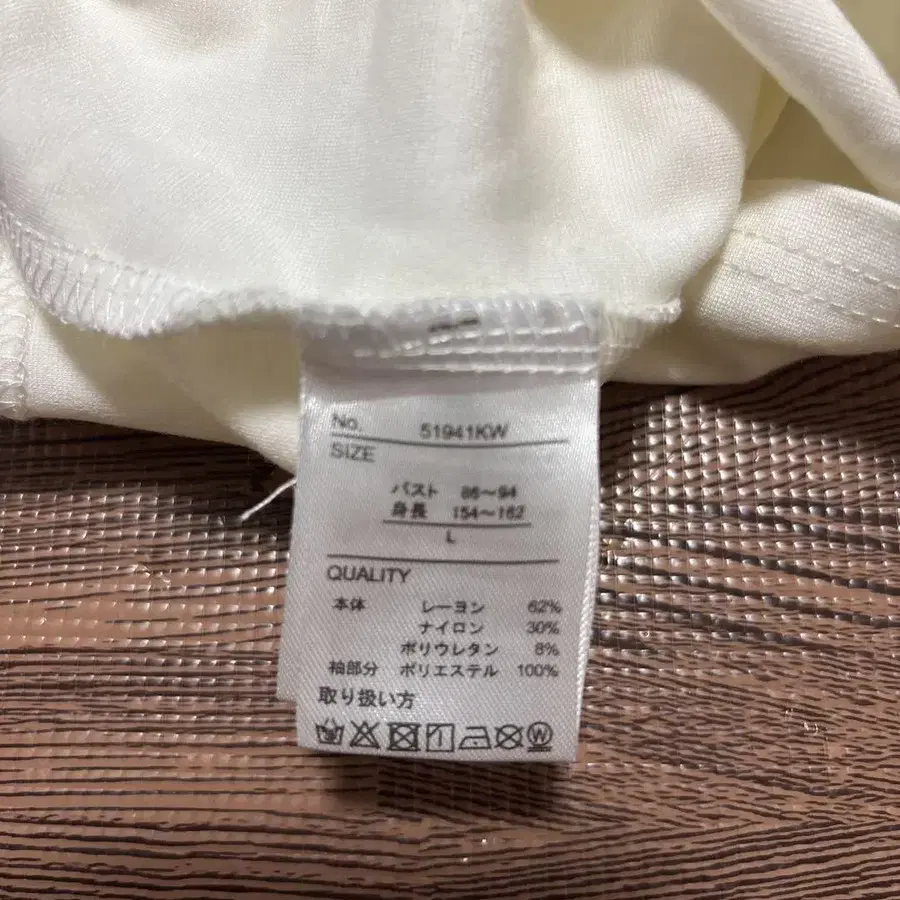 No. 51941KW
SIZE
バスト 86～94
身長 154～162
L
QUALITY
本体 レーヨン 62%
ナイロン 30%
ポリウレタン 8%
袖部分 ポリエステル 100%
取り扱い方
W